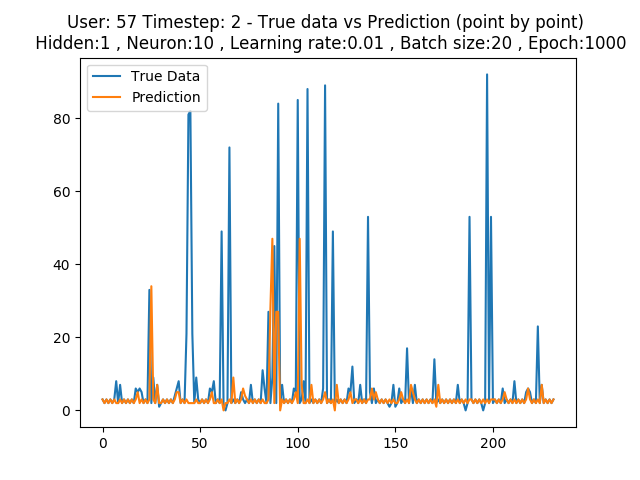 User: 57 Timestep: 2 - True data vs Prediction (point by point)
Hidden:1 , Neuron:10 , Learning rate:0.01 , Batch size:20 , Epoch:1000
True Data
Prediction
80
60
40
20
0
0 50 100 150 200